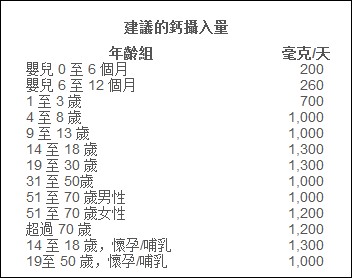 建議的鈣攝入量
年齡組 毫克/天
嬰兒 0 至 6 個月 200
嬰兒 6 至 12 個月 260
1 至 3 歲 700
4 至 8 歲 1,000
9 至 13 歲 1,000
14 至 18 歲 1,300
19 至 30 歲 1,300
31 至 50歲 1,000
51 至 70 歲男性 1,000
51 至 70 歲女性 1,200
超過 70 歲 1,200
14 至 18 歲，懷孕/哺乳 1,300
19至 50 歲，懷孕/哺乳 1,000